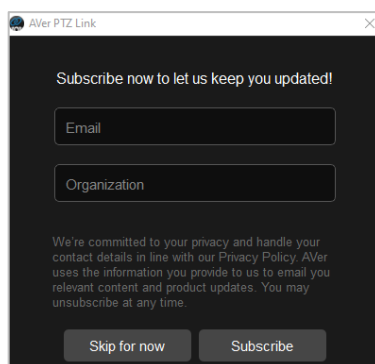 AVer PTZ Link
Subscribe now to let us keep you updated!
Email
Organization
We're committed to your privacy and handle your
contact details in line with our Privacy Policy. AVer
uses the information you provide to us to email you
relevant content and product updates. You may
unsubscribe at any time.
Skip for now
Subscribe